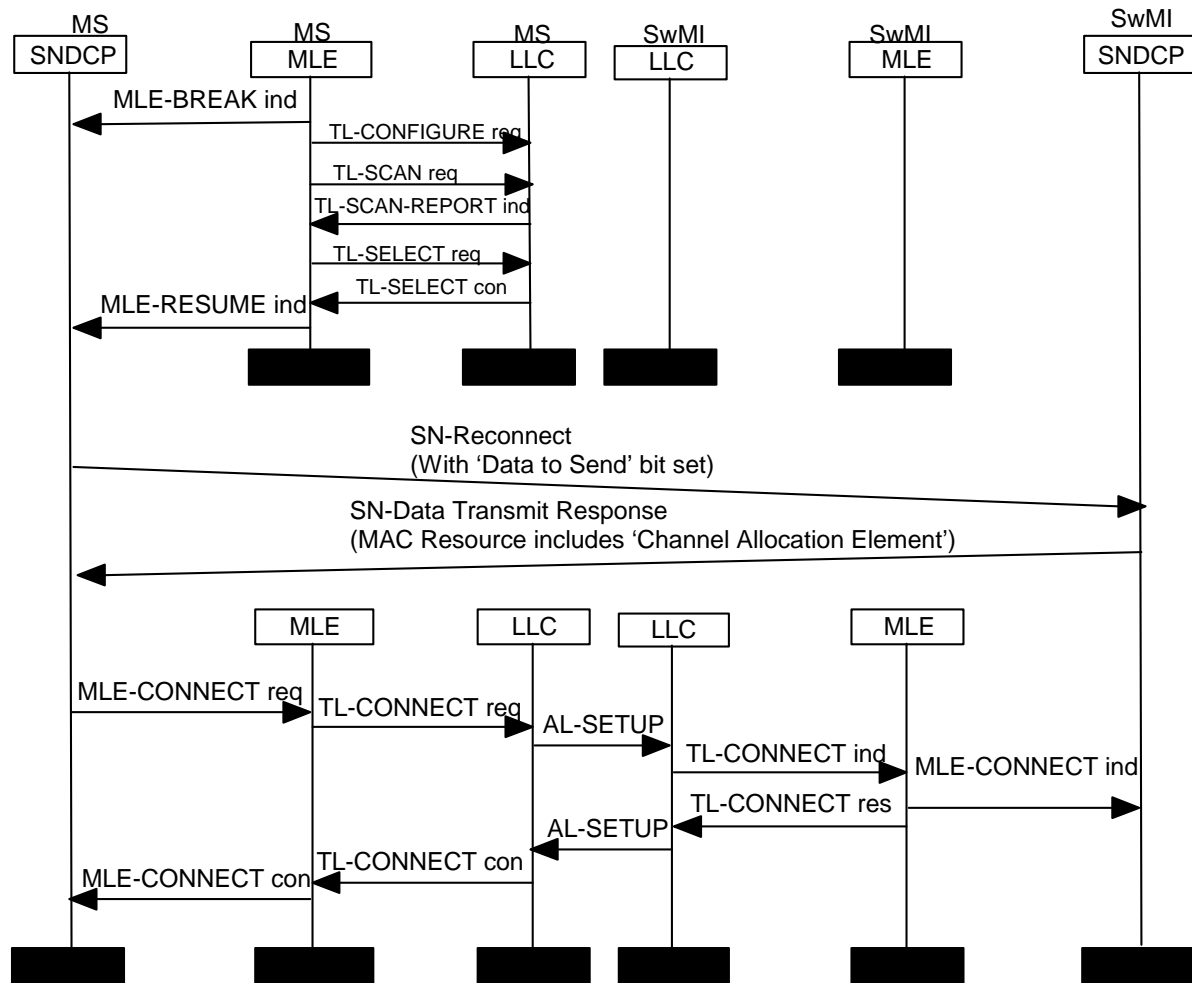 MS
MS
MS
SwMI
SwMI
SwMI
SNDCP
MLE
LLC
LLC
MLE
SNDCP
MLE-BREAK ind
TL-CONFIGURE req
TL-SCAN req
TL-SCAN-REPORT ind
TL-SELECT req
TL-SELECT con
MLE-RESUME ind
SN-Reconnect
(With ‘Data to Send’ bit set)
SN-Data Transmit Response
(MAC Resource includes ‘Channel Allocation Element’)
MLE
LLC
LLC
MLE
MLE-CONNECT req
TL-CONNECT req
AL-SETUP
TL-CONNECT ind
MLE-CONNECT ind
TL-CONNECT res
AL-SETUP
TL-CONNECT con
MLE-CONNECT con